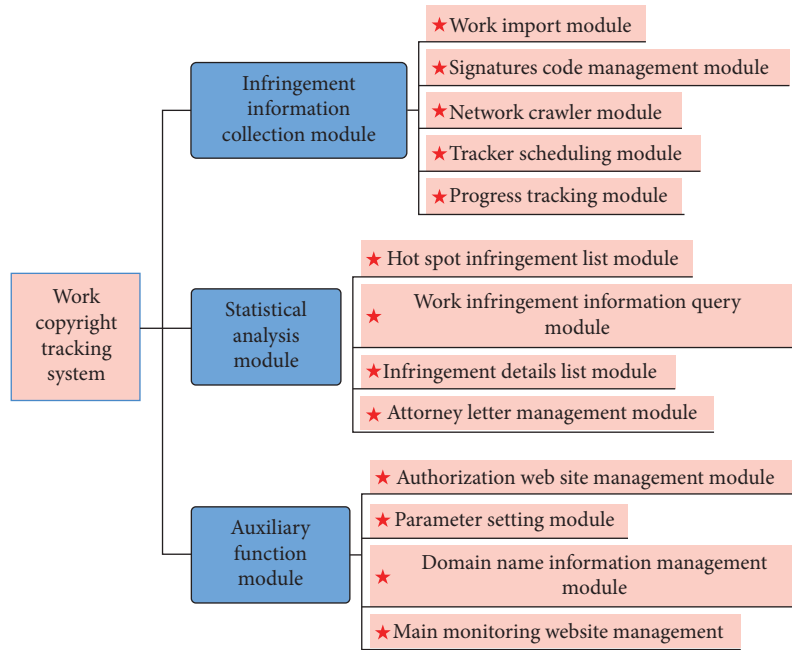 Work
copyright
tracking
system
Infringement
information
collection module
★Work import module
★Signatures code management module
★Network crawler module
★Tracker scheduling module
★Progress tracking module
Statistical
analysis
module
★ Hot spot infringement list module
★ Work infringement information query
module
★Infringement details list module
★ Attorney letter management module
Auxiliary
function
module
★ Authorization web site management module
★ Parameter setting module
★ Domain name information management
module
★Main monitoring website management